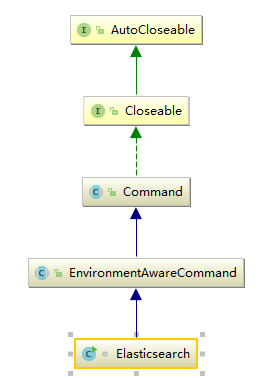 I AutoCloseable
I Closeable
C Command
C EnvironmentAwareCommand
C Elasticsearch